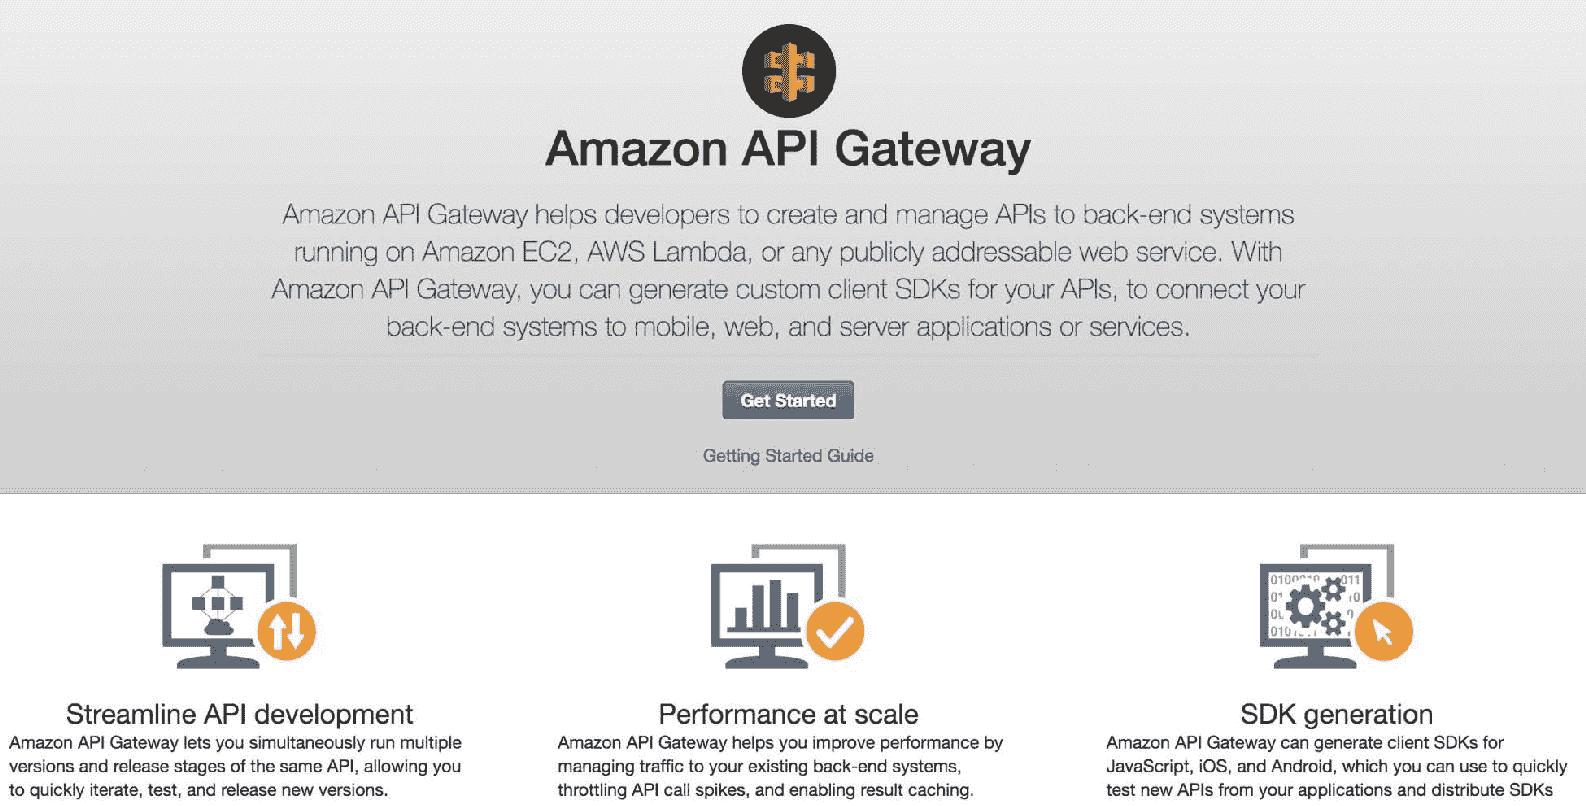 Amazon API Gateway
Amazon API Gateway helps developers to create and manage APIs to back-end systems
running on Amazon EC2, AWS Lambda, or any publicly addressable web service. With
Amazon API Gateway, you can generate custom client SDKs for your APIs, to connect your
back-end systems to mobile, web, and server applications or services.
Get Started
Getting Started Guide
Streamline API development
Amazon API Gateway lets you simultaneously run multiple
versions and release stages of the same API, allowing you
to quickly iterate, test, and release new versions.
Performance at scale
Amazon API Gateway helps you improve performance by
managing traffic to your existing back-end systems,
throttling API call spikes, and enabling result caching.
SDK generation
Amazon API Gateway can generate client SDKs for
JavaScript, iOS, and Android, which you can use to quickly
test new APIs from your applications and distribute SDKs